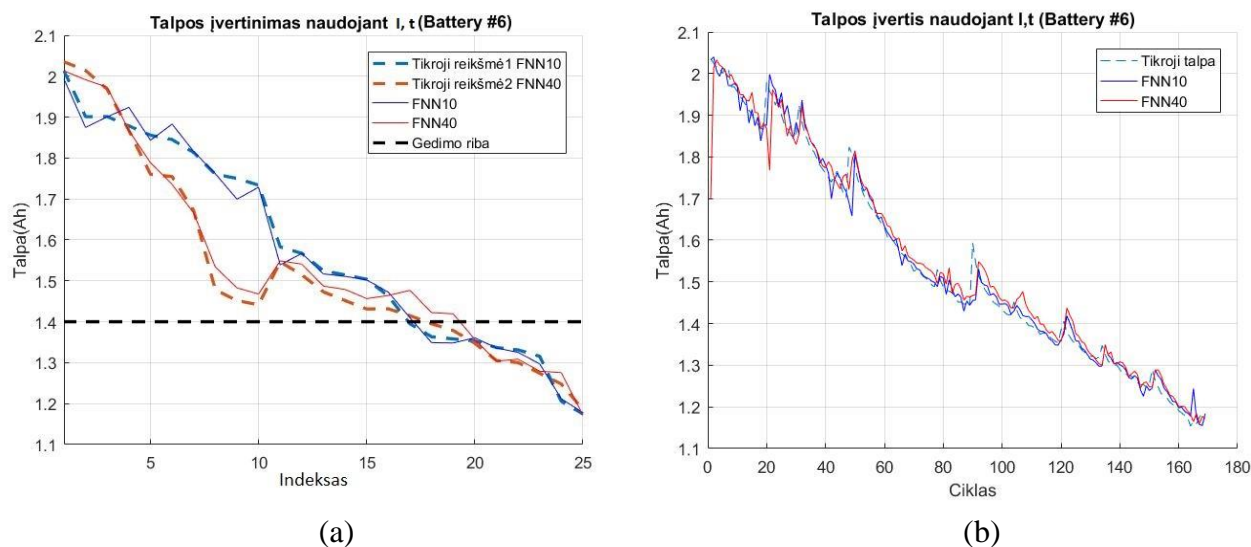 Talpos įvertinimas naudojant I, t (Battery #6)
2.1
2
1.9
1.8
1.7
1.6
1.5
1.4
1.3
1.2
1.1
Talpa(Ah)
Tikroji reikšmė1 FNN10
Tikroji reikšmė2 FNN40
FNN10
FNN40
Gedimo riba
5 10 15 20 25
Indeksas
(a)
Talpos įvertis naudojant I,t (Battery #6)
2.1
2
1.9
1.8
1.7
1.6
1.5
1.4
1.3
1.2
1.1
Talpa(Ah)
Tikroji talpa
FNN10
FNN40
0 20 40 60 80 100 120 140 160 180
Ciklas
(b)